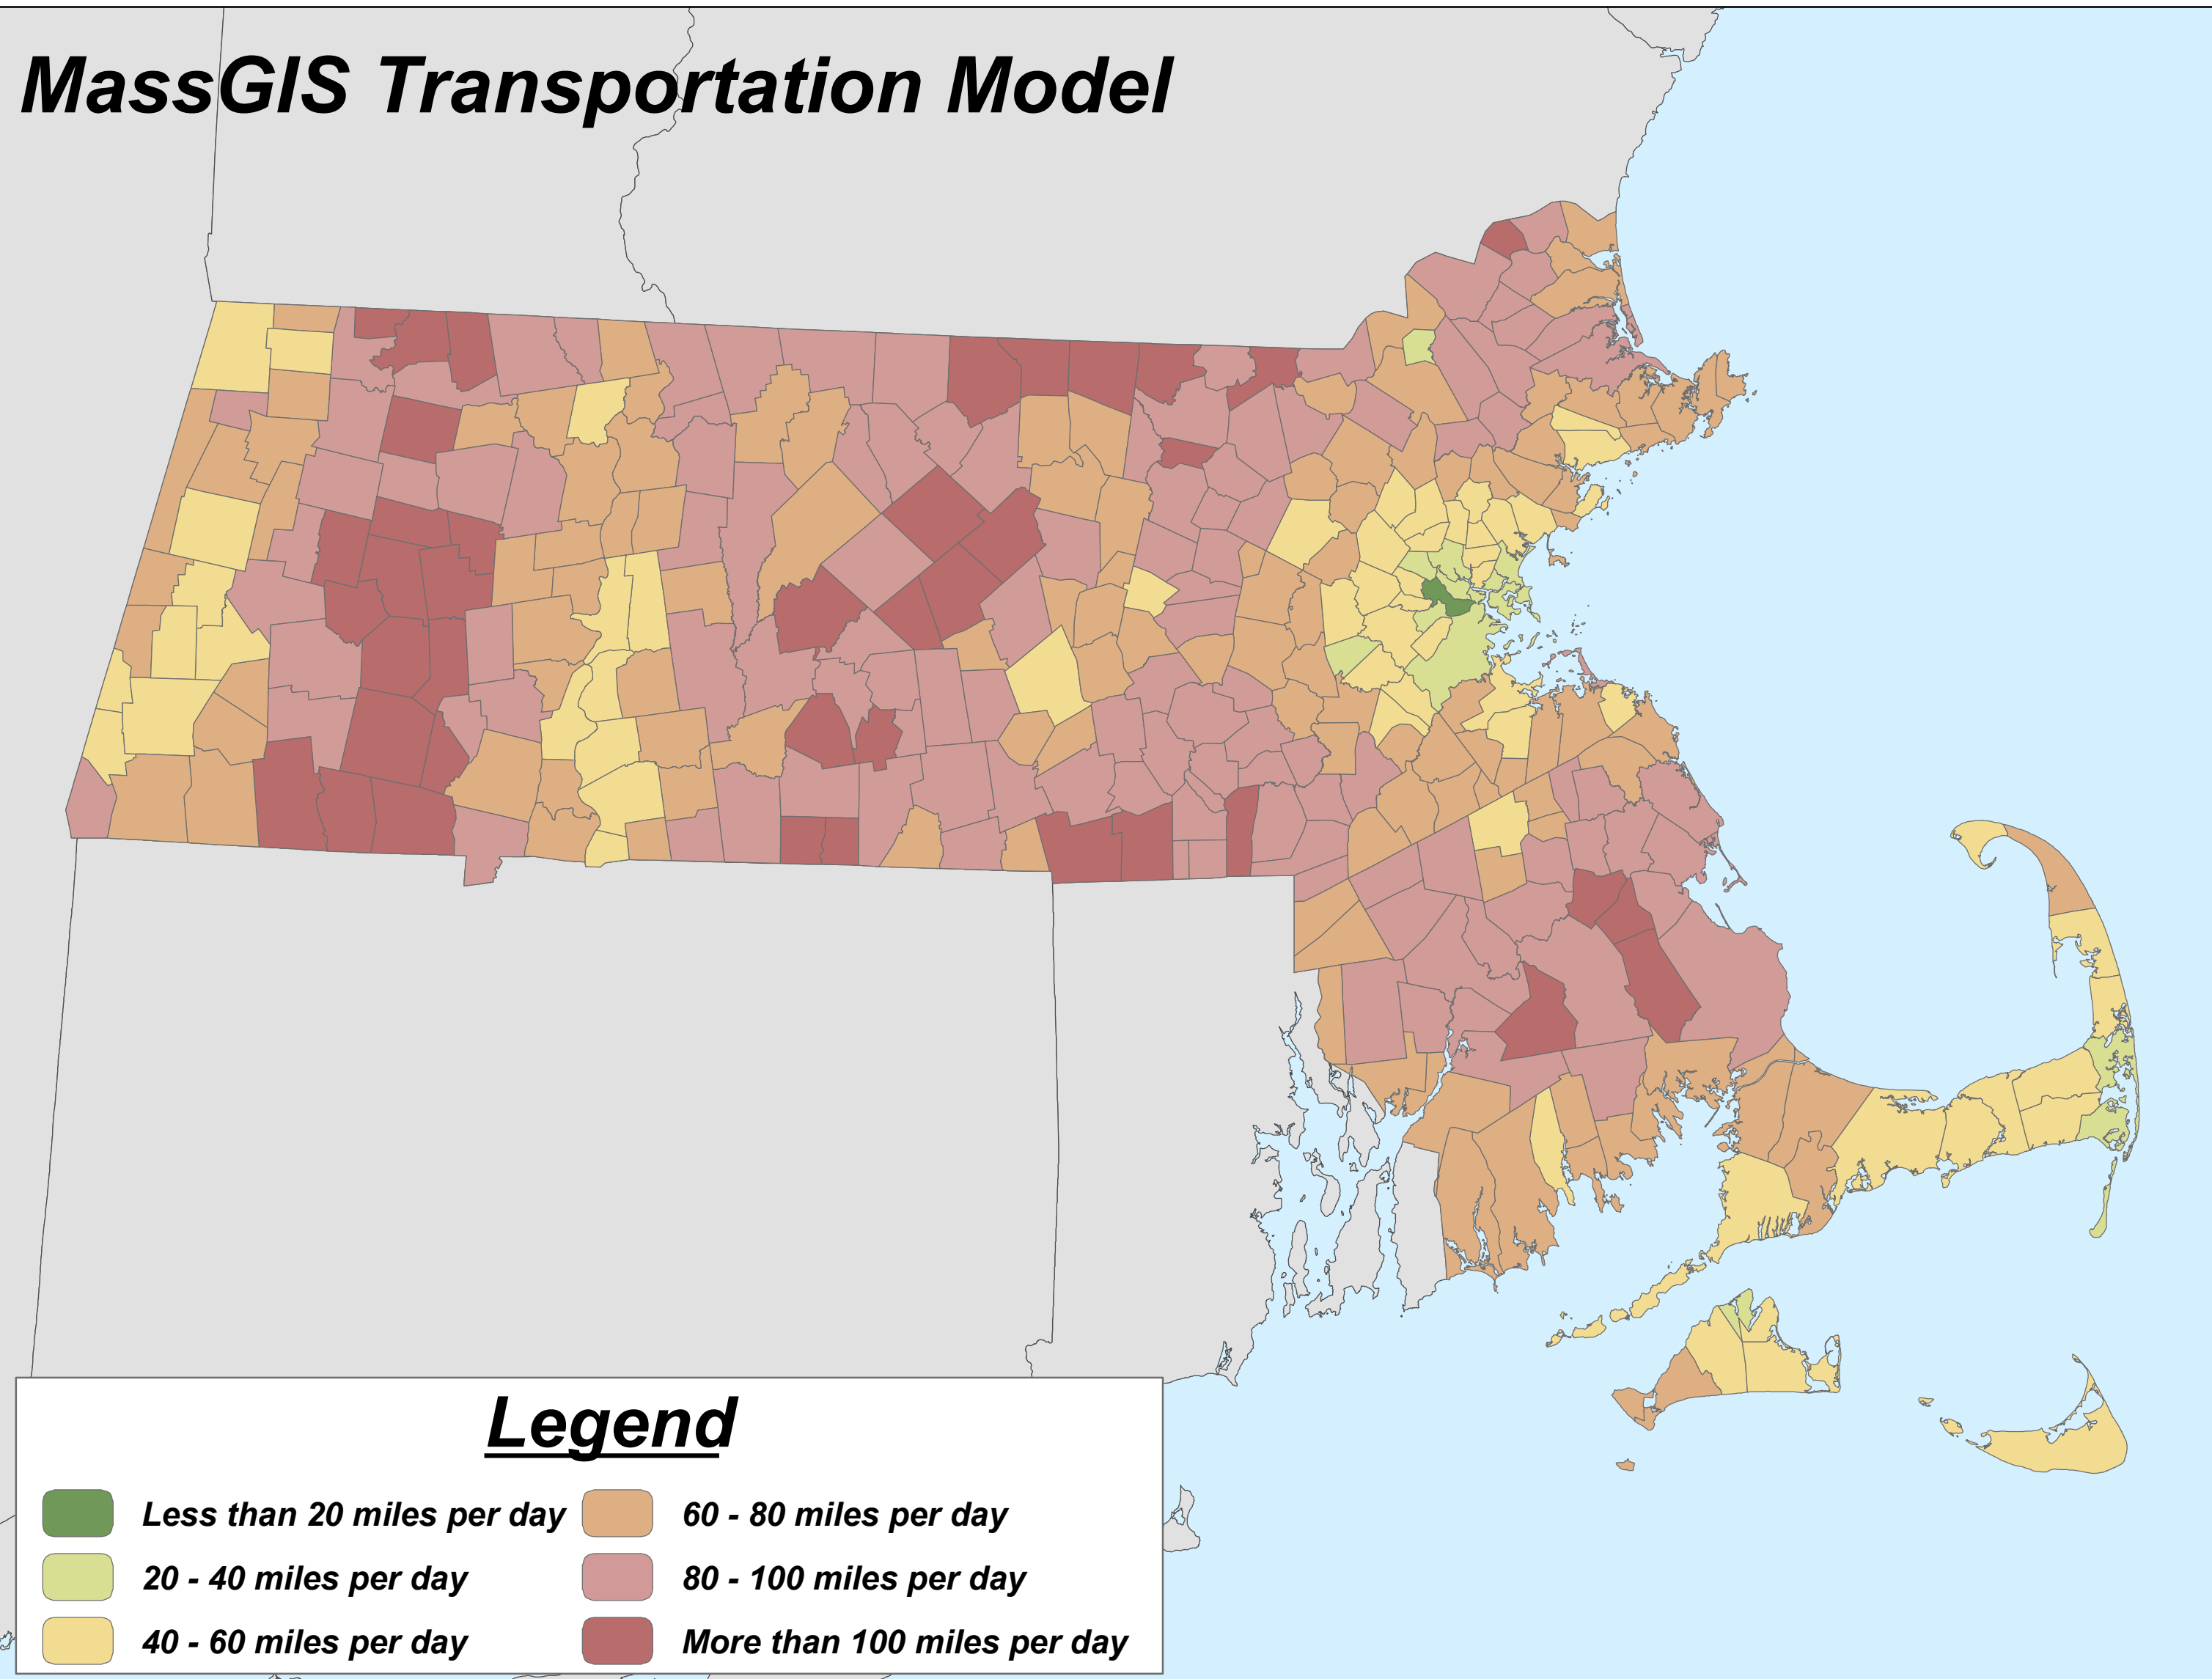 MassGIS Transportation Model
Legend
Less than 20 miles per day
20 - 40 miles per day
40 - 60 miles per day
60 - 80 miles per day
80 - 100 miles per day
More than 100 miles per day